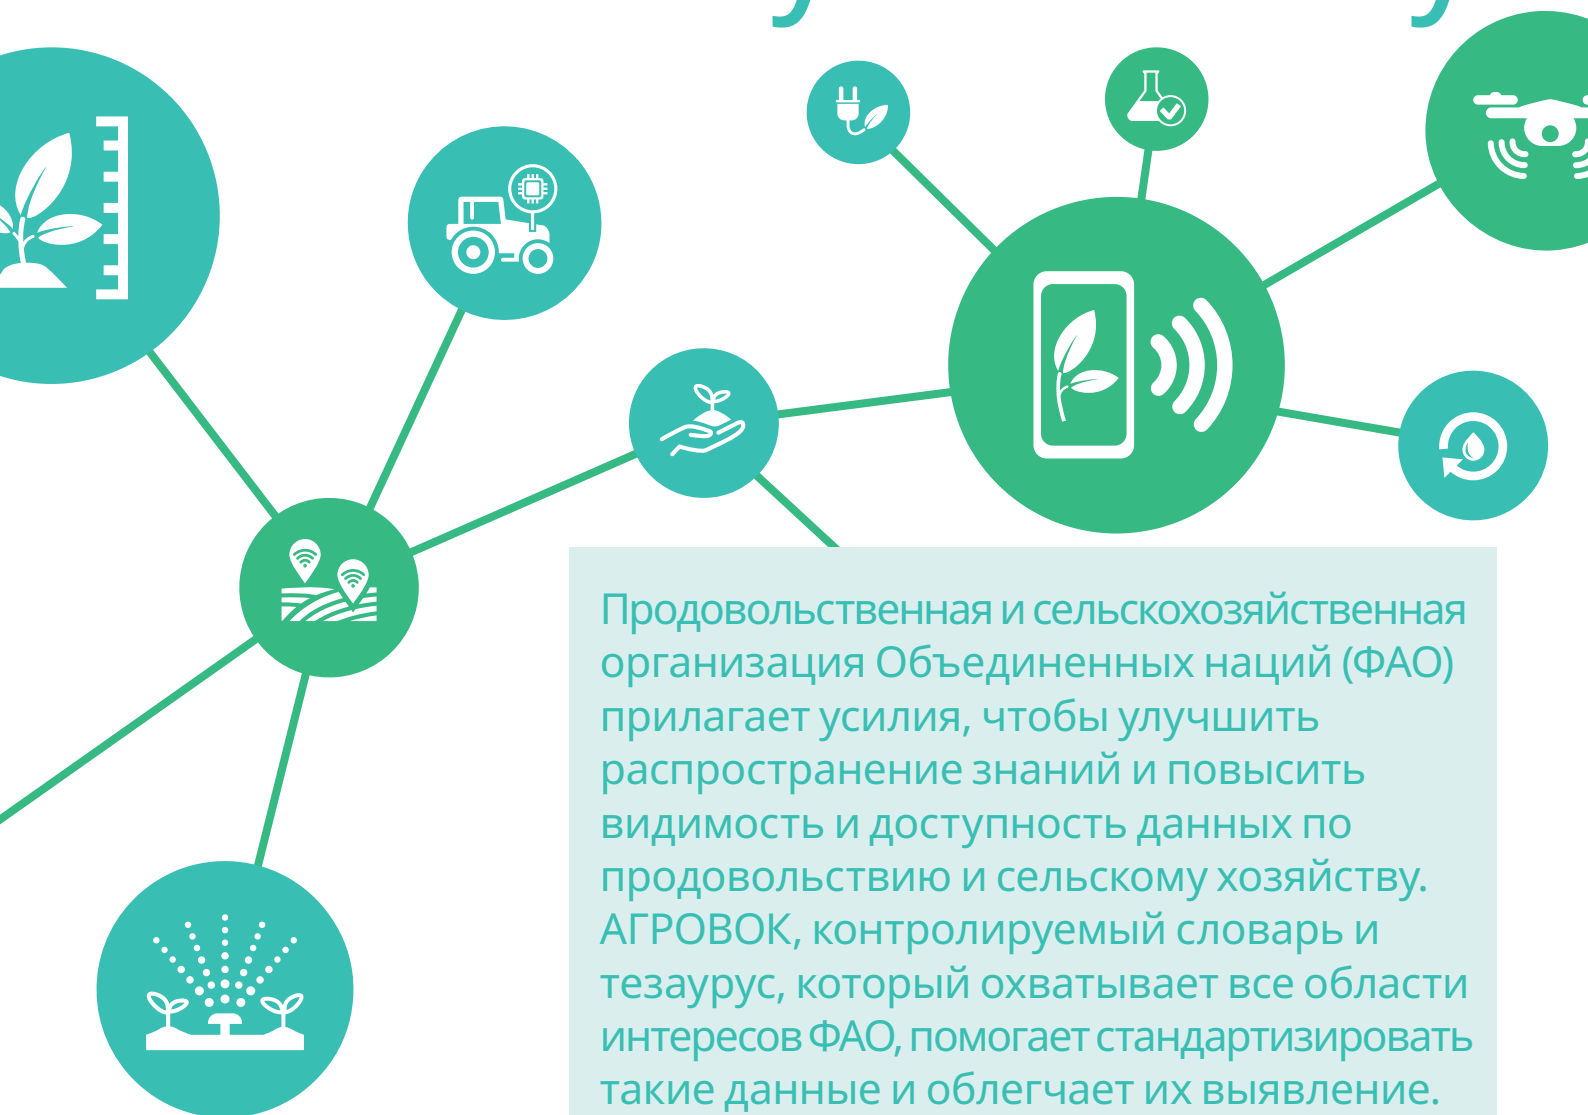 Продовольственная и сельскохозяйственная
организация Объединенных наций (ФАО)
прилагает усилия, чтобы улучшить
распространение знаний и повысить
видимость и доступность данных по
продовольствию и сельскому хозяйству.
АГРОВОК, контролируемый словарь и
тезаурус, который охватывает все области
интересов ФАО, помогает стандартизировать
такие данные и облегчает их выявление.